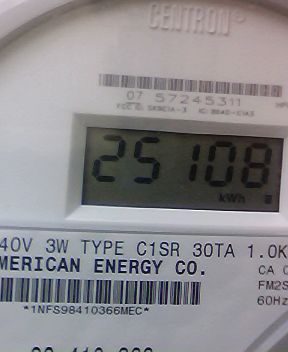 CENTRON®
07 57245311
25108
kWh
40V 3W TYPE C1SR 30TA 1.0K
MERICAN ENERGY CO.
CA
FM2S
60Hz
*1NFS98410366MEC*